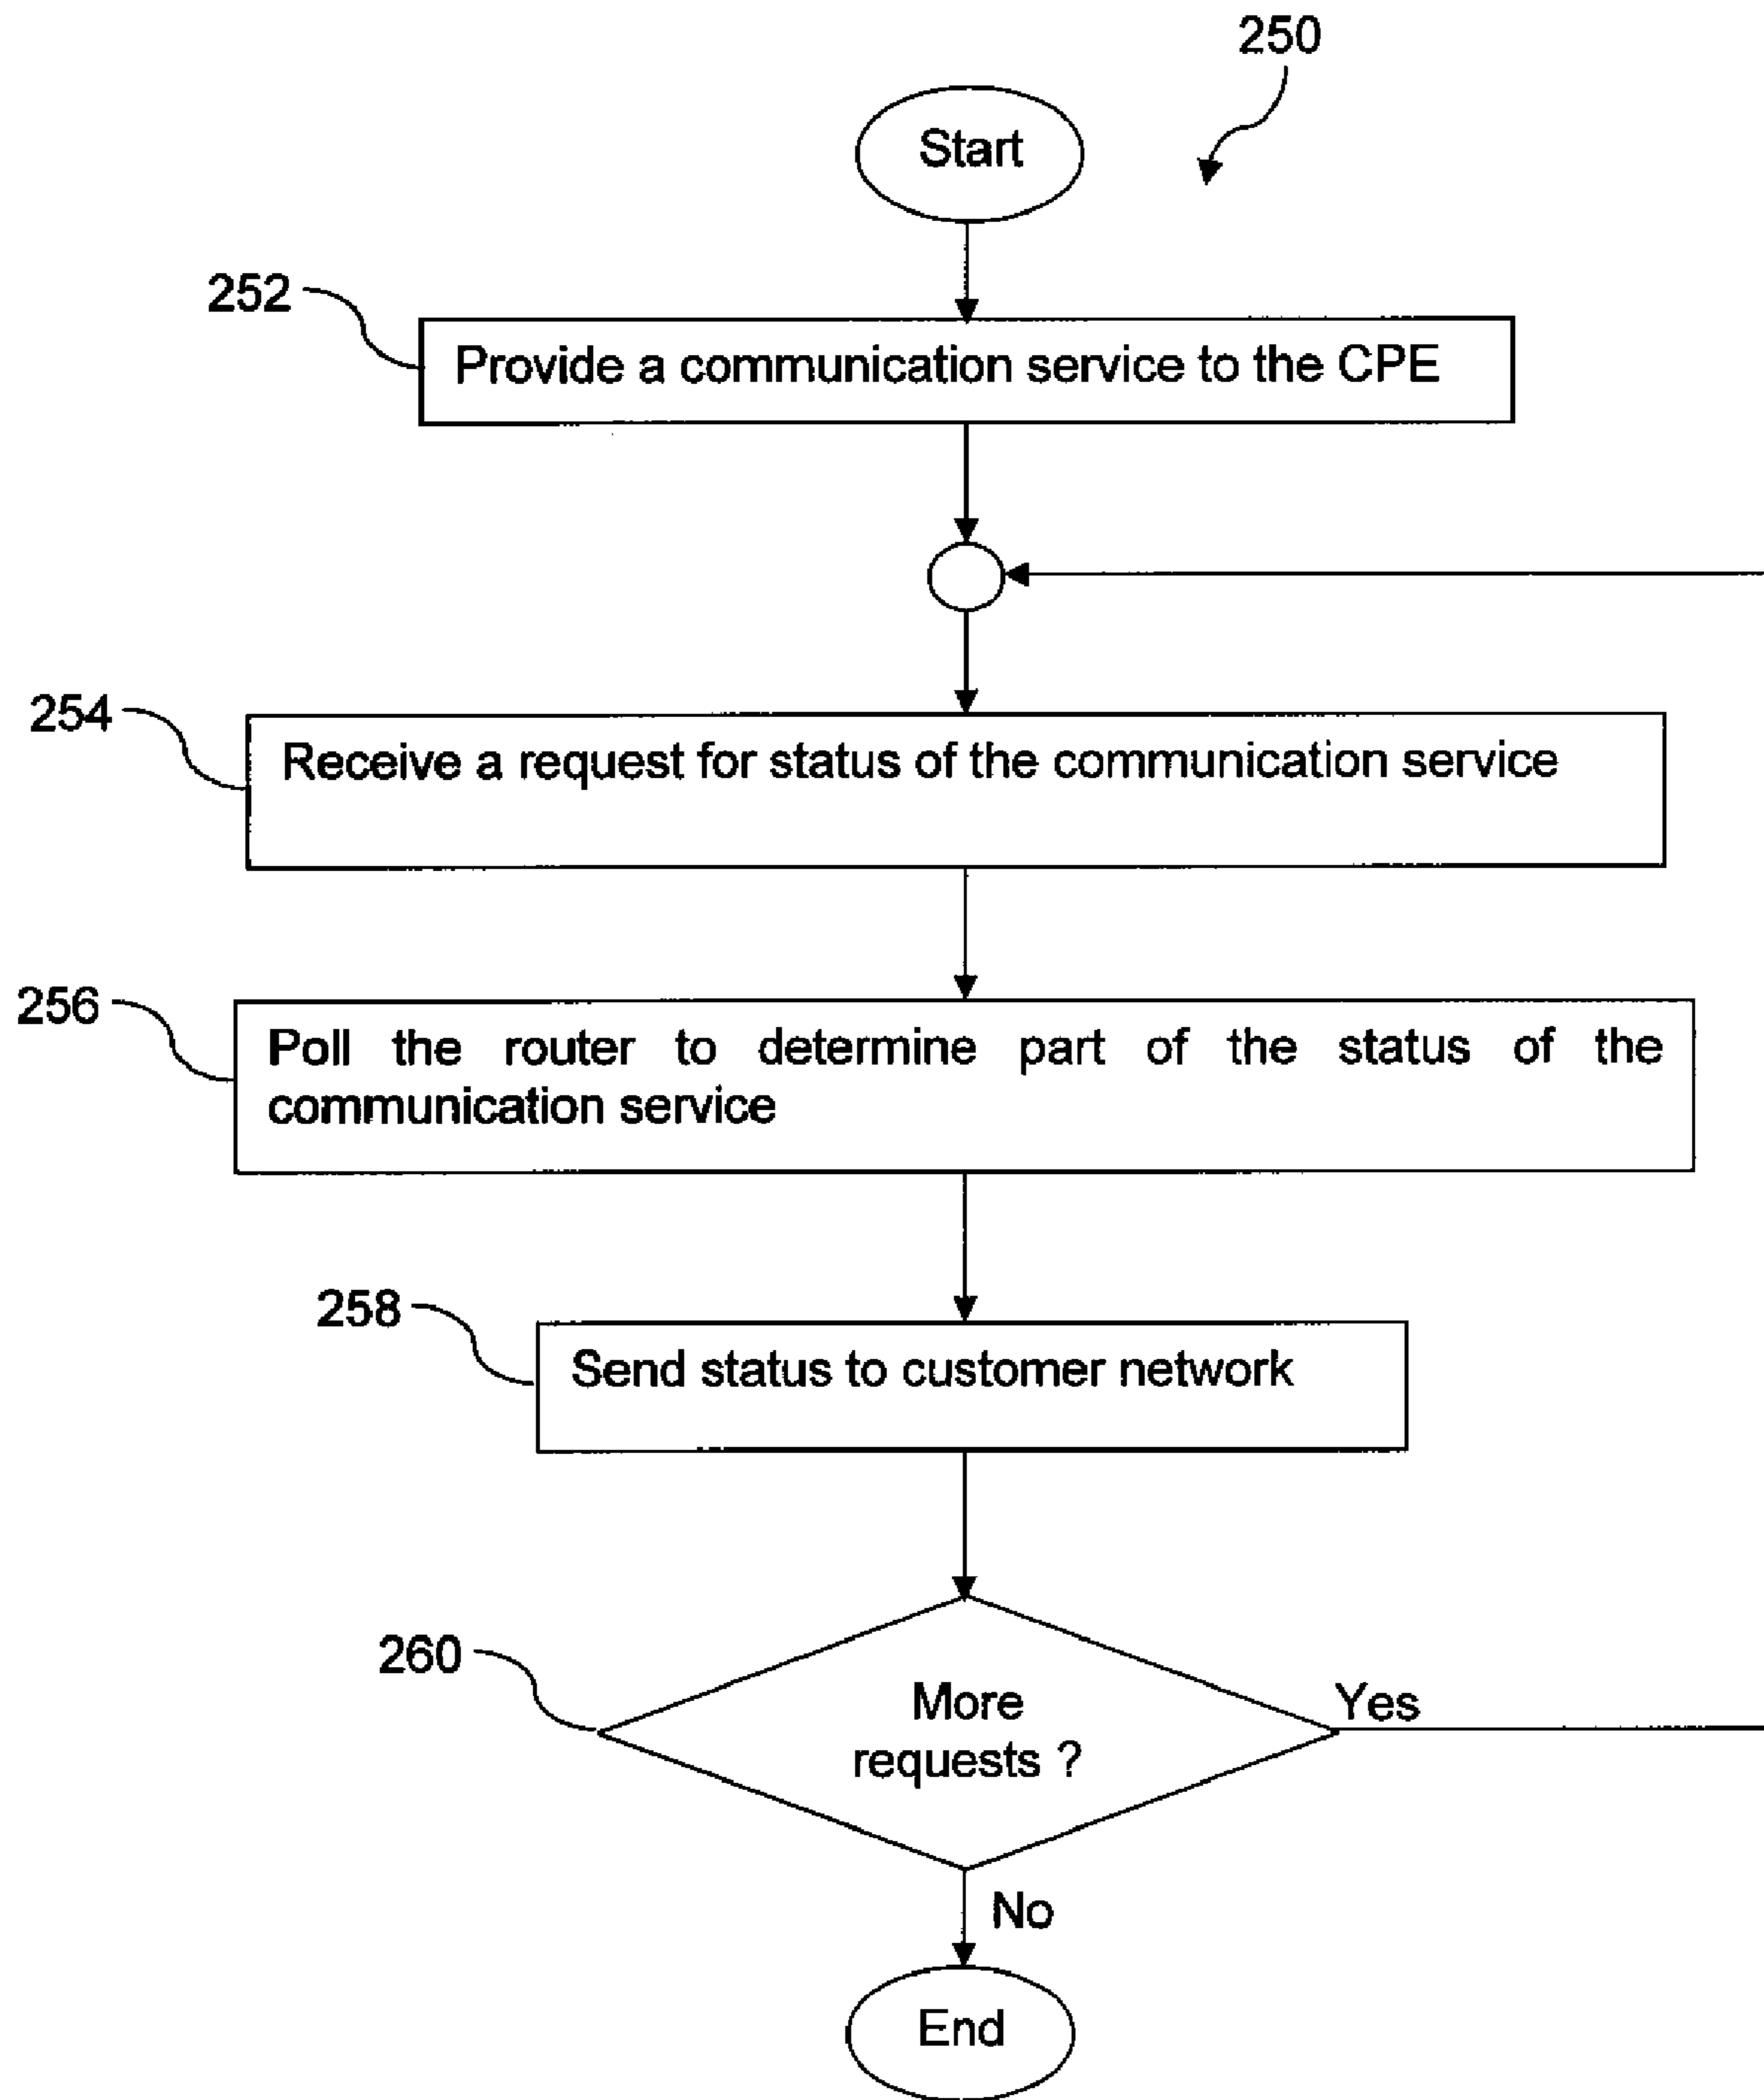 250
Start
252
Provide a communication service to the CPE
254
Receive a request for status of the communication service
256
Poll the router to determine part of the status of the
communication service
258
Send status to customer network
260
More
requests ?
Yes
No
End